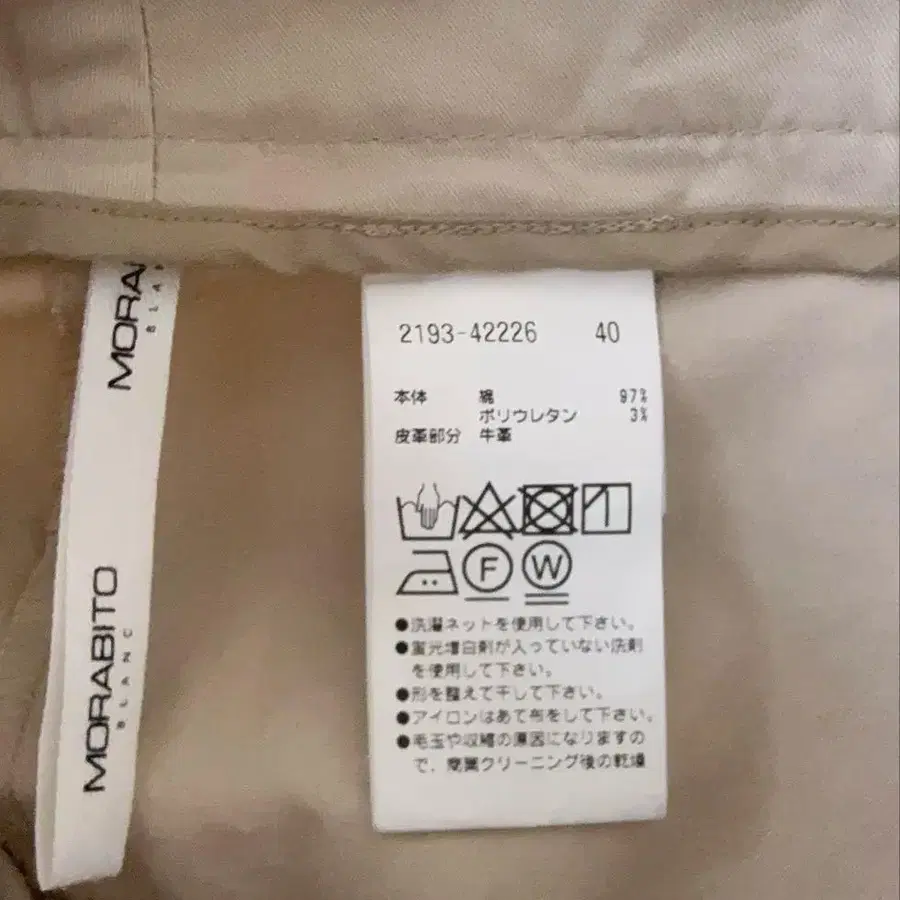 MORA
BLA
MORABITO
BLANC
2193-42226 40
本体 綿 97%
ポリウレタン 3%
皮革部分 牛革
F W
●洗濯ネットを使用して下さい。
●蛍光増白剤が入っていない洗剤
を使用して下さい。
●形を整えて干して下さい。
●アイロンはあて布をして下さい。
●毛玉や収縮の原因になりますの
で、商業クリーニング後の乾燥